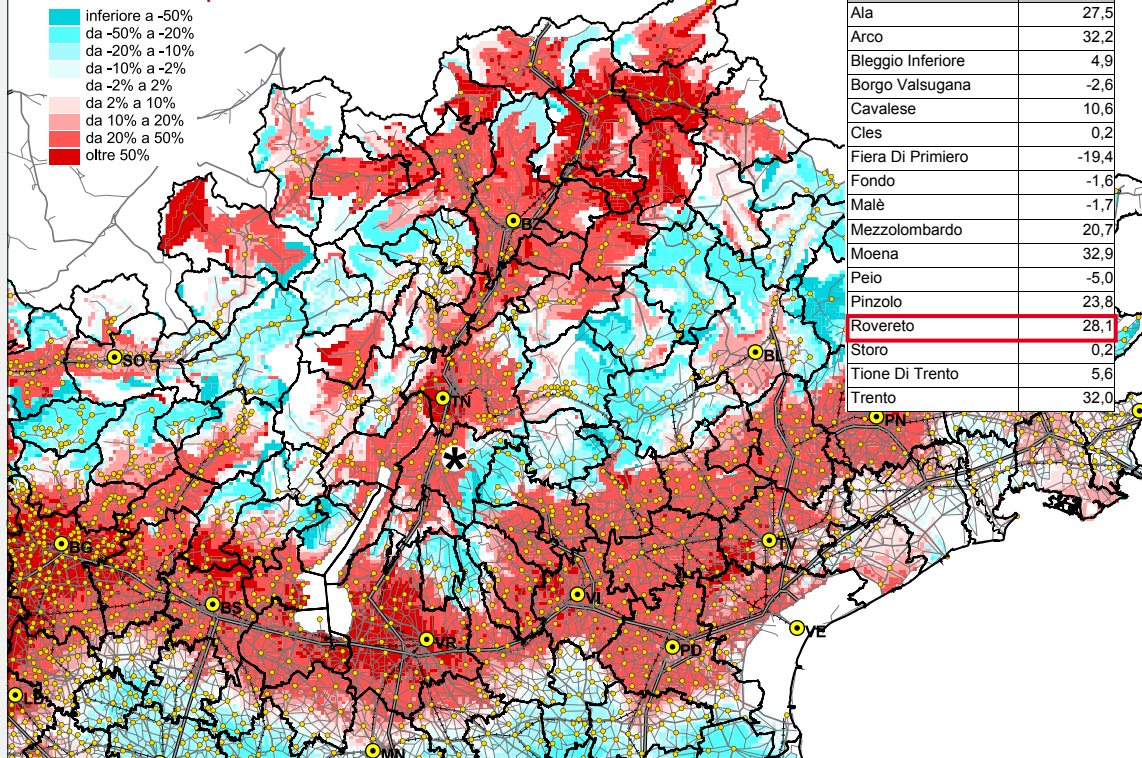 inferiore a -50%
da -50% a -20%
da -20% a -10%
da -10% a -2%
da -2% a 2%
da 2% a 10%
da 10% a 20%
da 20% a 50%
oltre 50%
Ala 27,5
Arco 32,2
Bleggio Inferiore 4,9
Borgo Valsugana -2,6
Cavalese 10,6
Cles 0,2
Fiera Di Primiero -19,4
Fondo -1,6
Malè -1,7
Mezzolombardo 20,7
Moena 32,9
Peio -5,0
Pinzolo 23,8
Rovereto 28,1
Storo 0,2
Tione Di Trento 5,6
Trento 32,0
BZ
SO
BL
TN
PN
*
BG
TV
VI
BS
VE
VR
PD
MN